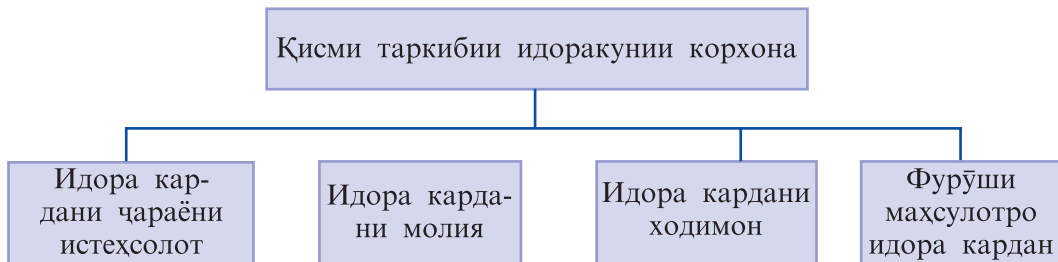 Қисми таркибии идоракунии корхона
Идора кар-
дани ҷараёни
истеҳсолот
Идора карда-
ни молия
Идора кардани
ходимон
Фурӯши
маҳсулотро
идора кардан